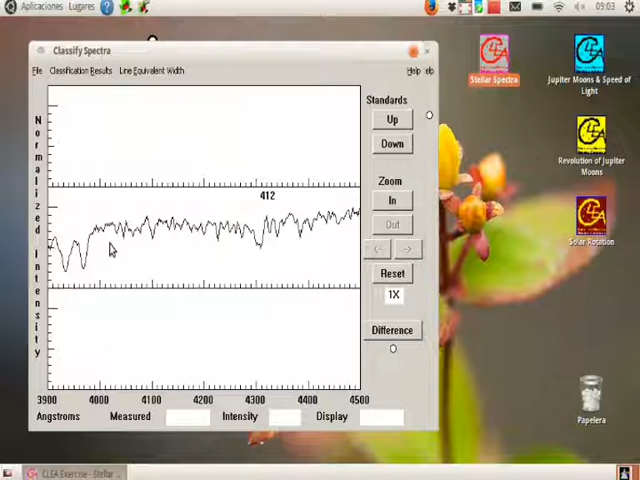 Aplicaciones Lugares
09:03
Classify Spectra
File Classification Results Line Equivalent Width Help
Normalized Intensity
412
Standards
Up
Down
Zoom
In
Out
<-
->
Reset
1X
Difference
3900 4000 4100 4200 4300 4400 4500
Angstroms Measured Intensity Display
Stellar Spectra
Jupiter Moons & Speed of
Light
Revolution of Jupiter
Moons
Solar Rotation
Papelera
CLEA Exercise - Stellar ...